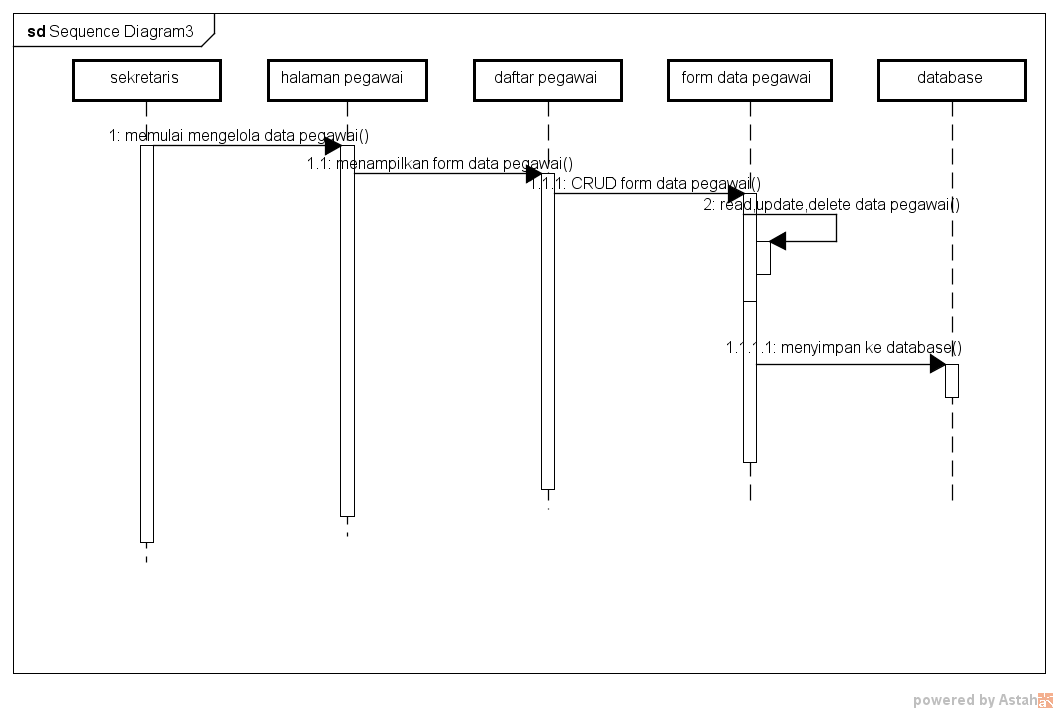 sd Sequence Diagram3
sekretaris
halaman pegawai
daftar pegawai
form data pegawai
database
1: memulai mengelola data pegawai()
1.1: menampilkan form data pegawai()
1.1.1: CRUD form data pegawai()
2: read,update,delete data pegawai()
1.1.1.1: menyimpan ke database()
powered by Astah